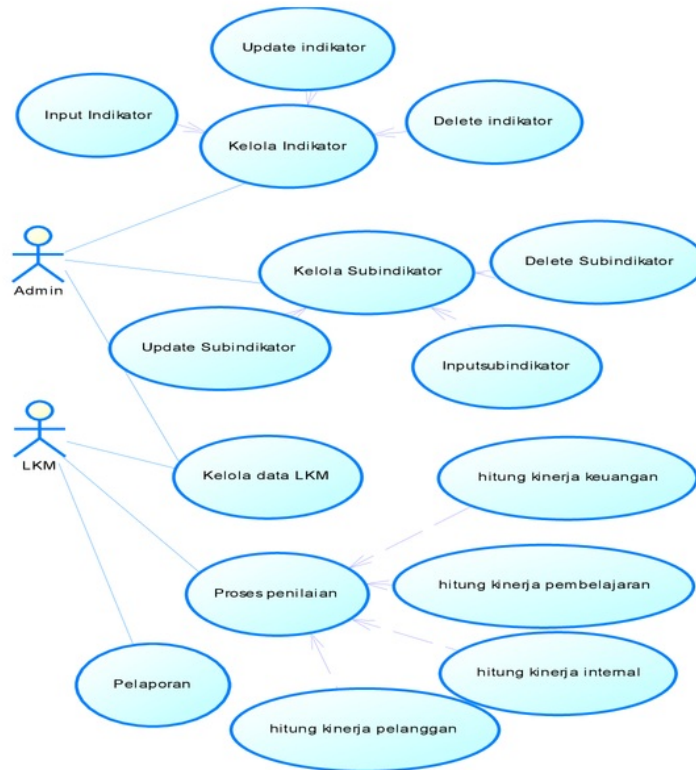 Update indikator
Input Indikator
Delete indikator
Kelola Indikator
Admin
Kelola Subindikator
Delete Subindikator
Update Subindikator
Inputsubindikator
LKM
Kelola data LKM
hitung kinerja keuangan
Proses penilaian
hitung kinerja pembelajaran
hitung kinerja internal
Pelaporan
hitung kinerja pelanggan